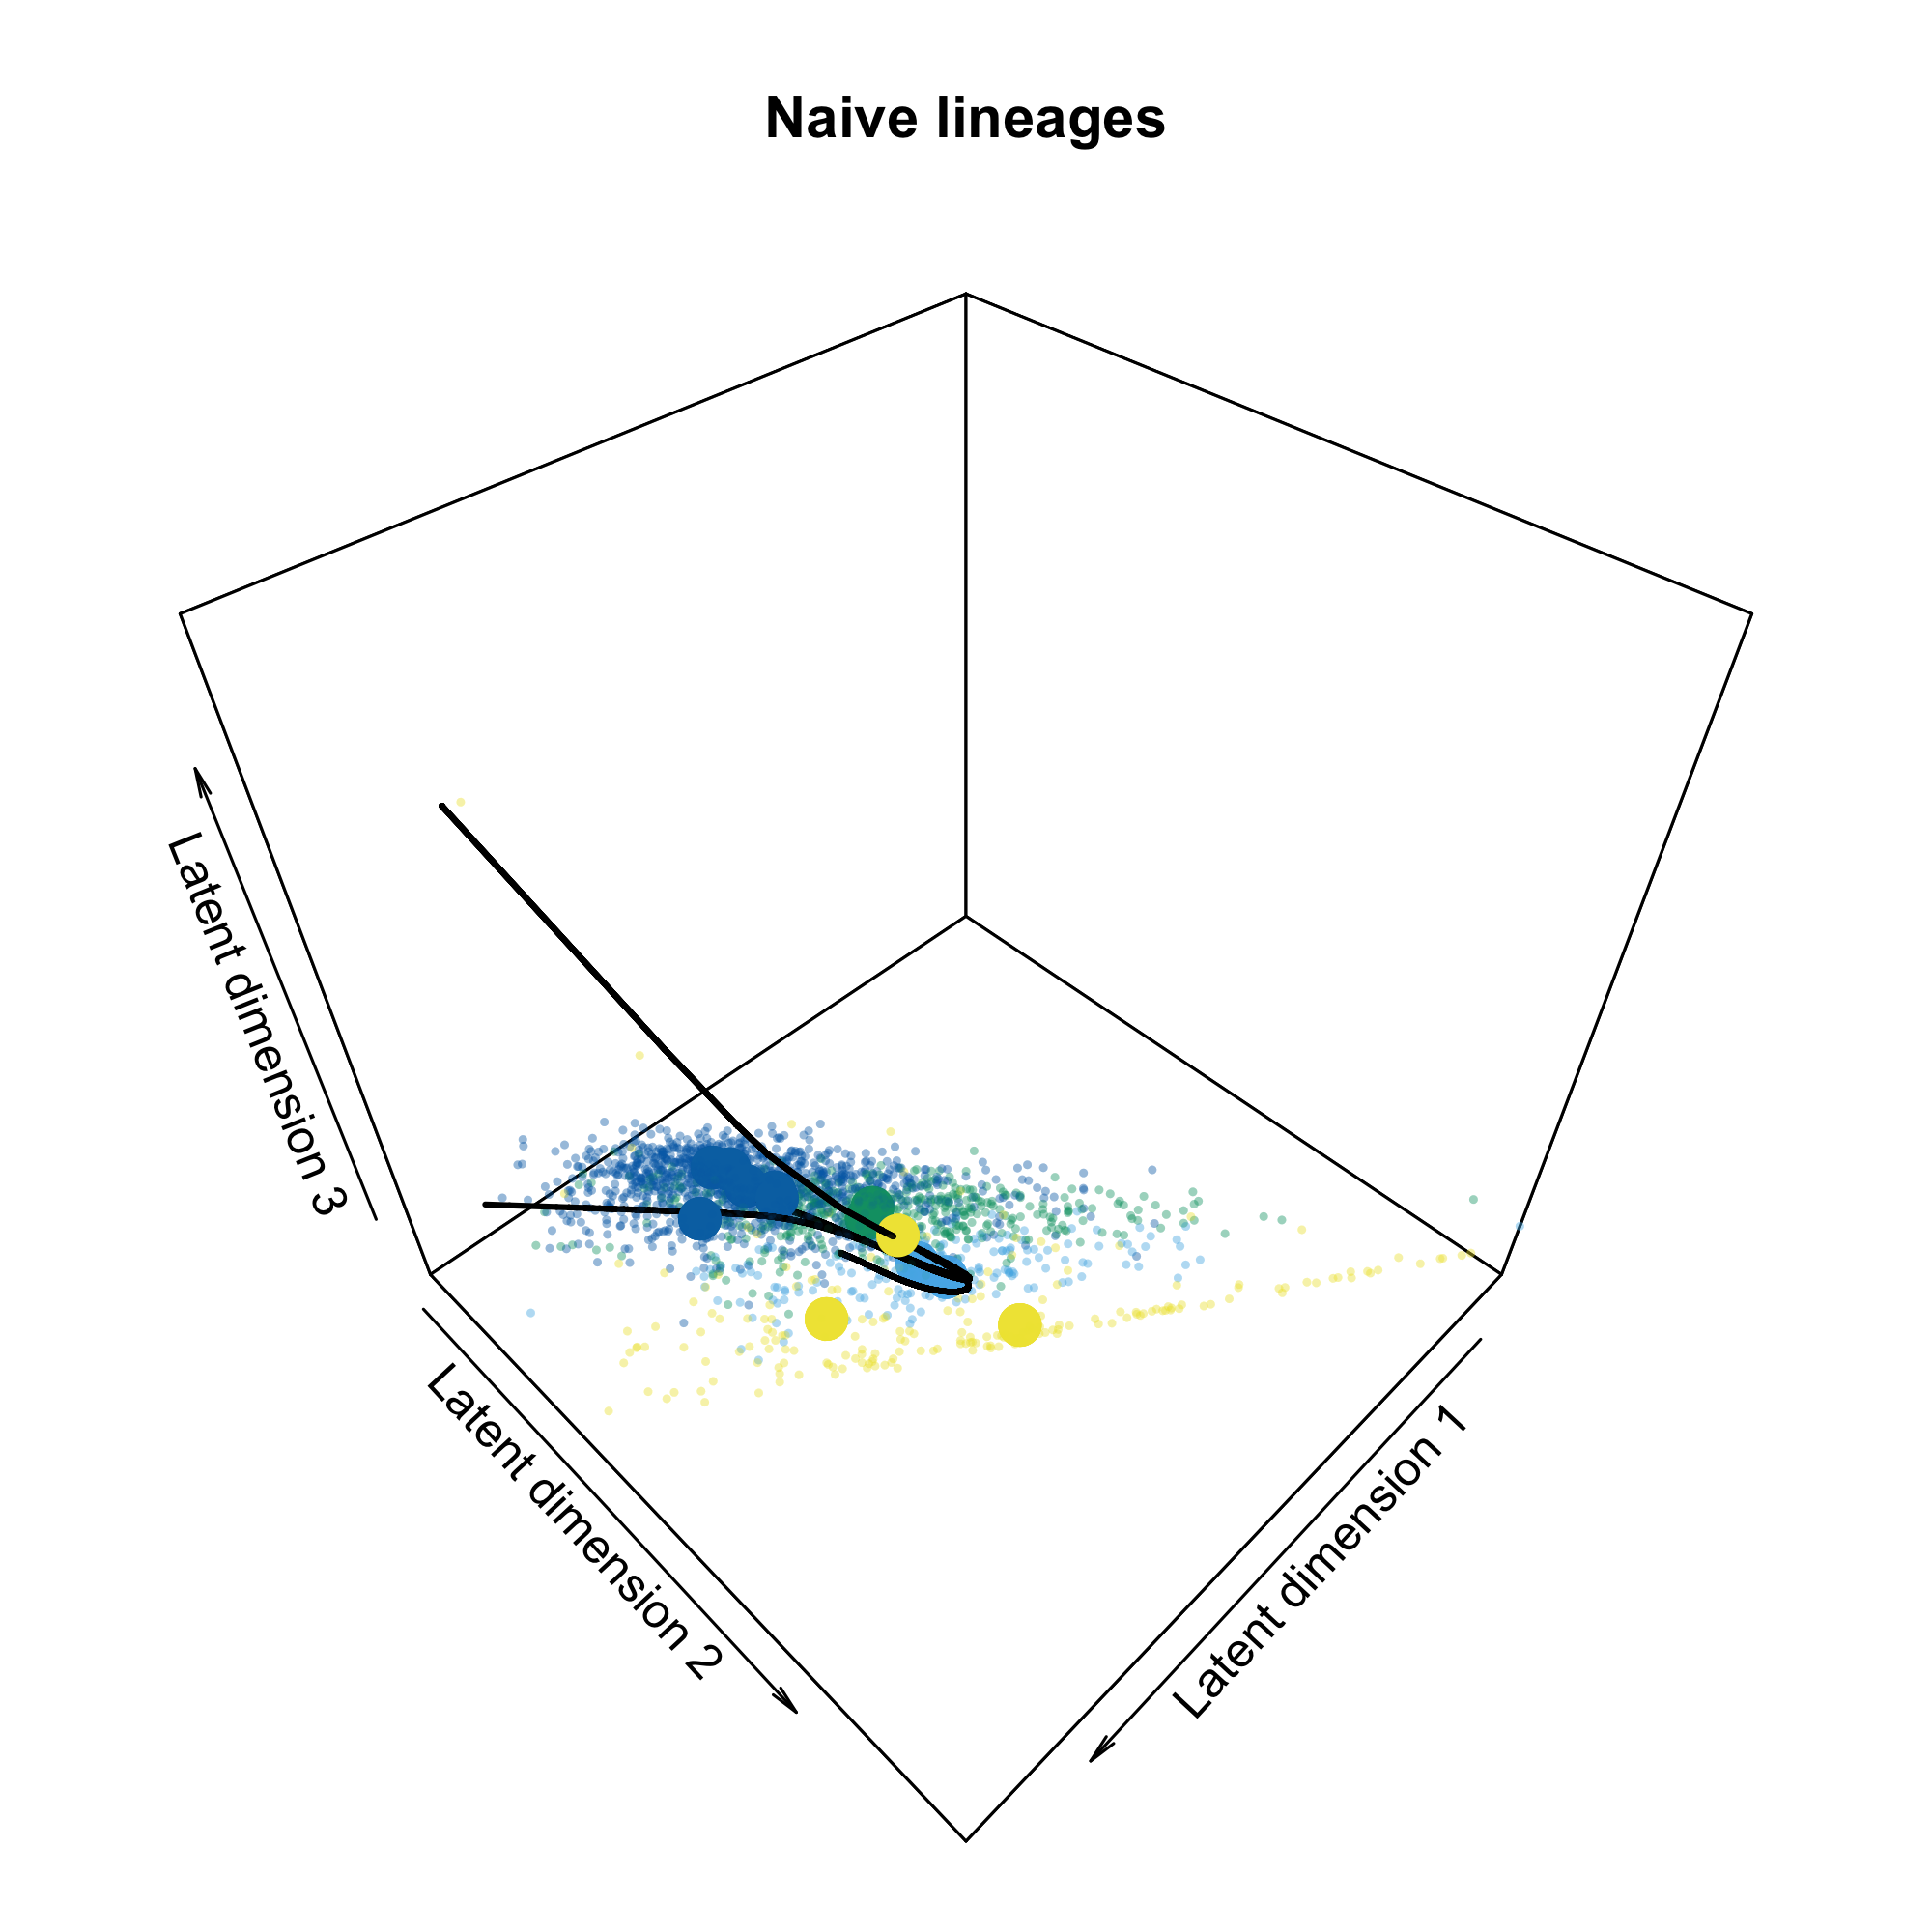 Naive lineages
Latent dimension 3
Latent dimension 2
Latent dimension 1